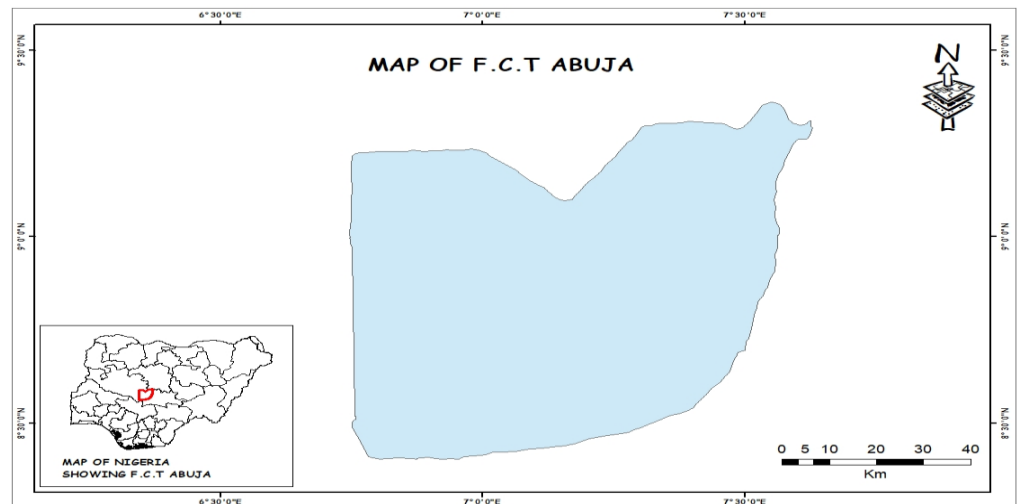 6°30'0"E 7°0'0"E 7°30'0"E
9°30'0"N 9°30'0"N
MAP OF F.C.T ABUJA
N
9°0'0"N 9°0'0"N
8°30'0"N 8°30'0"N
MAP OF NIGERIA
SHOWING F.C.T ABUJA
0 5 10 20 30 40
Km
6°30'0"E 7°0'0"E 7°30'0"E